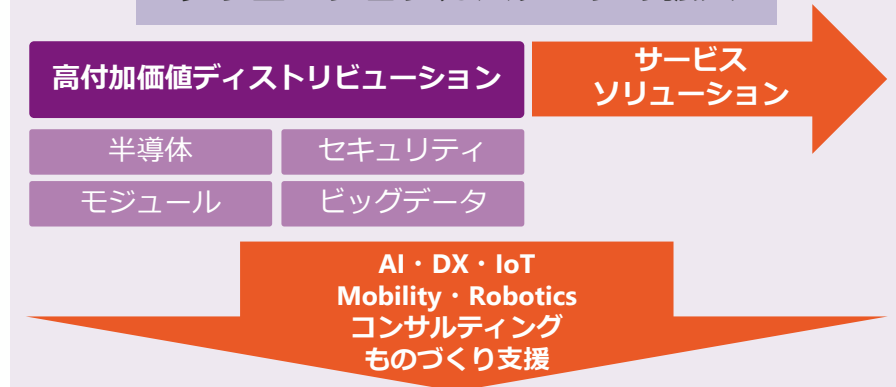 高付加価値ディストリビューション
サービス
ソリューション
半導体
セキュリティ
モジュール
ビッグデータ
AI・DX・IoT
Mobility・Robotics
コンサルティング
ものづくり支援